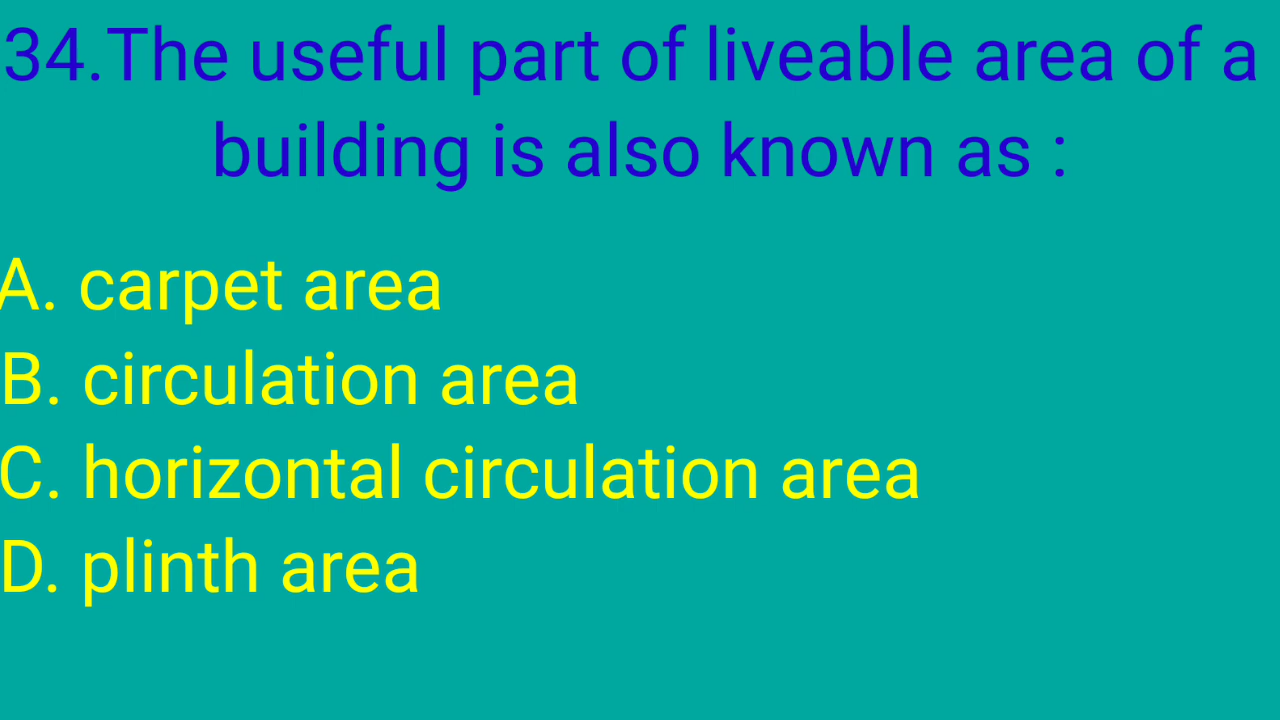 34.The useful part of liveable area of a
building is also known as :
A. carpet area
B. circulation area
C. horizontal circulation area
D. plinth area